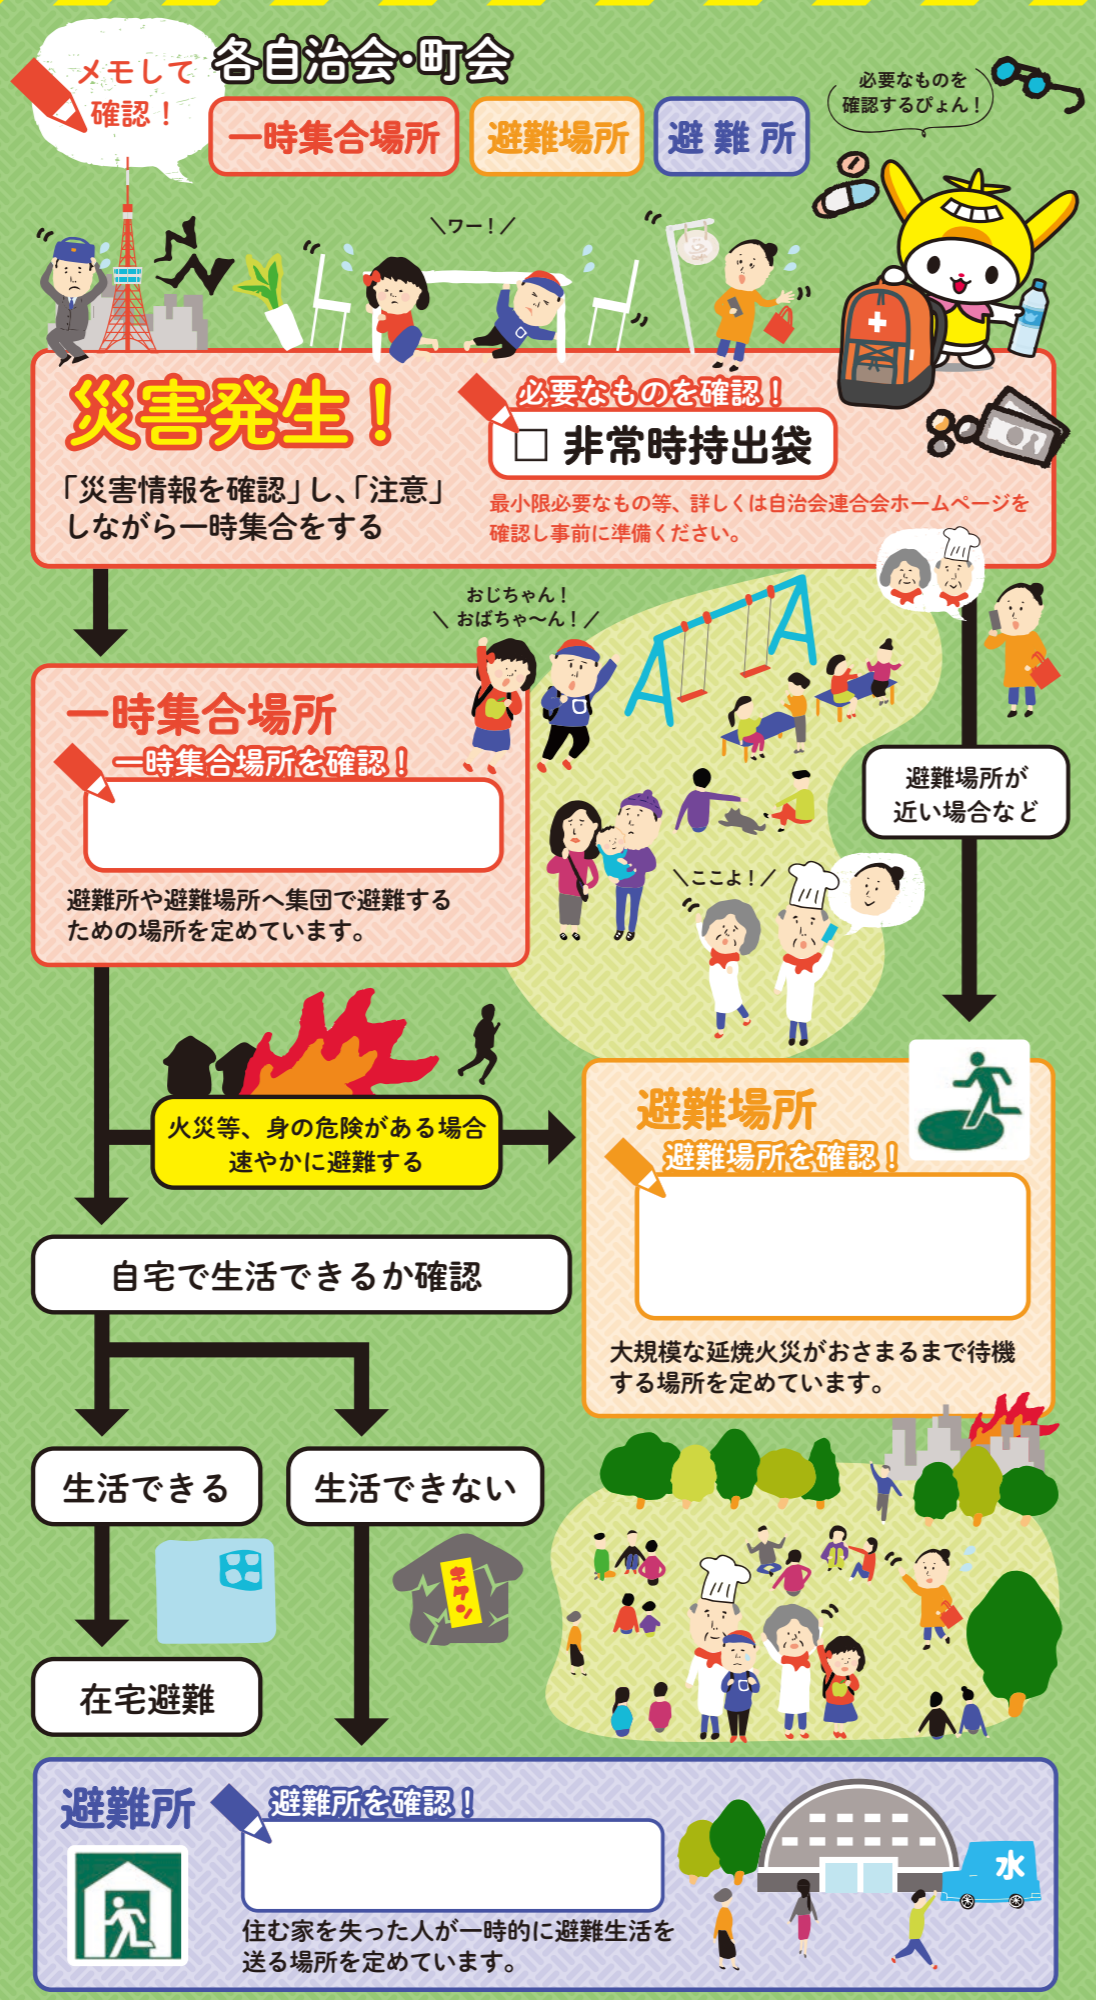 メモして
確認！
各自治会・町会
一時集合場所
避難場所
避難所
必要なものを
確認するぴょん！
ワー！
災害発生！
「災害情報を確認」し、「注意」
しながら一時集合をする
必要なものを確認！
□ 非常時持出袋
最小限必要なもの等、詳しくは自治会連合会ホームページを
確認し事前に準備ください。
おじちゃん！
おばちゃ〜ん！
一時集合場所
一時集合場所を確認！
避難所や避難場所へ集団で避難する
ための場所を定めています。
避難場所が
近い場合など
ここよ！
火災等、身の危険がある場合
速やかに避難する
避難場所
避難場所を確認！
大規模な延焼火災がおさまるまで待機
する場所を定めています。
自宅で生活できるか確認
生活できる
生活できない
キケン
在宅避難
避難所
避難所を確認！
住む家を失った人が一時的に避難生活を
送る場所を定めています。
水